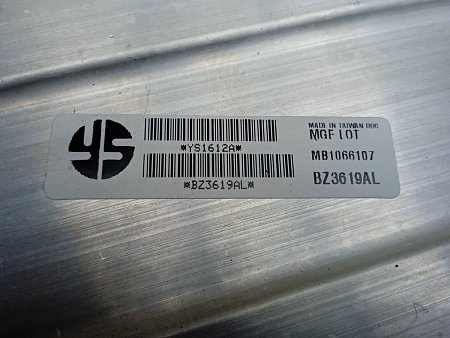 YS
*YS1612A*
*BZ3619AL*
MADE IN TAIWAN ROC
MGF LOT
MB1066107
BZ3619AL